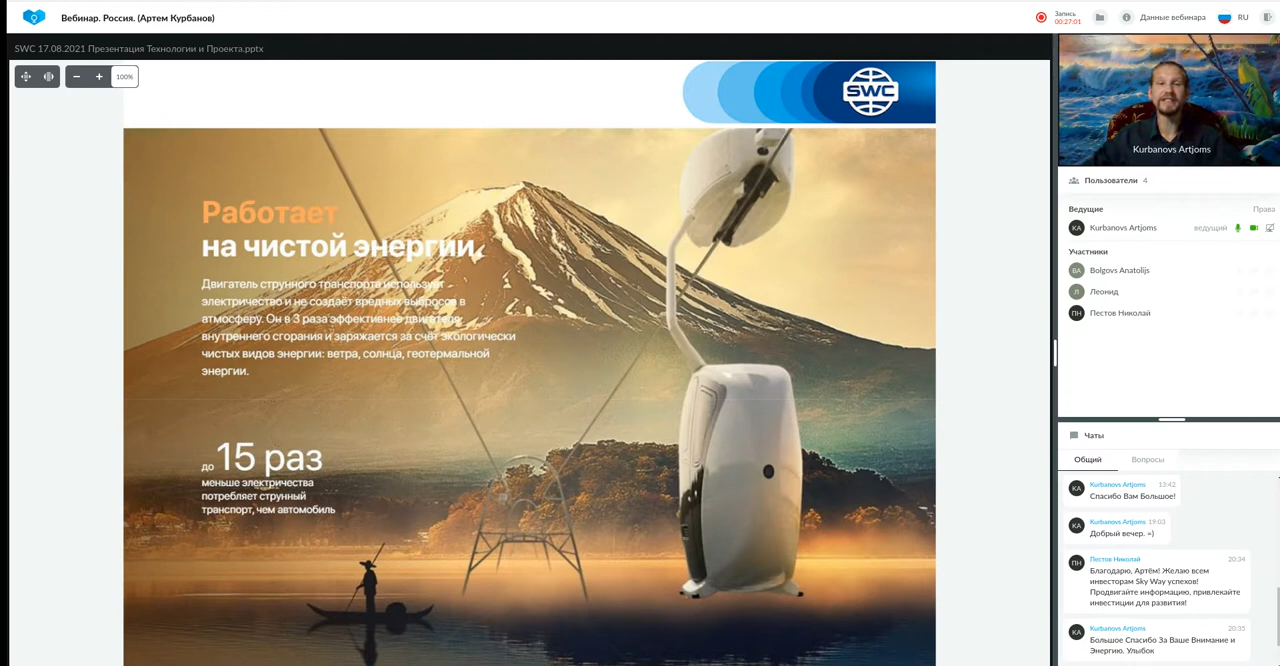 Вебинар. Россия. (Артем Курбанов)
Запись
00:27:01
Данные вебинара
RU
SWC 17.08.2021 Презентация Технологии и Проекта.pptx
100%
SWC
Работает
на чистой энергии.
Двигатель струнного транспорта использует
электричество и не создаёт вредных выбросов в
атмосферу. Он в 3 раза эффективнее двигателя
внутреннего сгорания и заряжается за счёт экологически
чистых видов энергии: ветра, солнца, геотермальной
энергии.
до 15 раз
меньше электричества
потребляет струнный
транспорт, чем автомобиль
Kurbanovs Artjoms
Пользователи 4
Ведущие Права
KA Kurbanovs Artjoms ведущий
Участники
BA Bolgovs Anatolijs
Л Леонид
ПН Пестов Николай
Чаты
Общий Вопросы
KA Kurbanovs Artjoms 13:42
Спасибо Вам Большое!
KA Kurbanovs Artjoms 19:03
Добрый вечер. =)
ПН Пестов Николай 20:34
Благодарю, Артём! Желаю всем
инвесторам Sky Way успехов!
Продвигайте информацию, привлекайте
инвестиции для развития!
KA Kurbanovs Artjoms 20:35
Большое Спасибо За Ваше Внимание и
Энергию. Улыбок